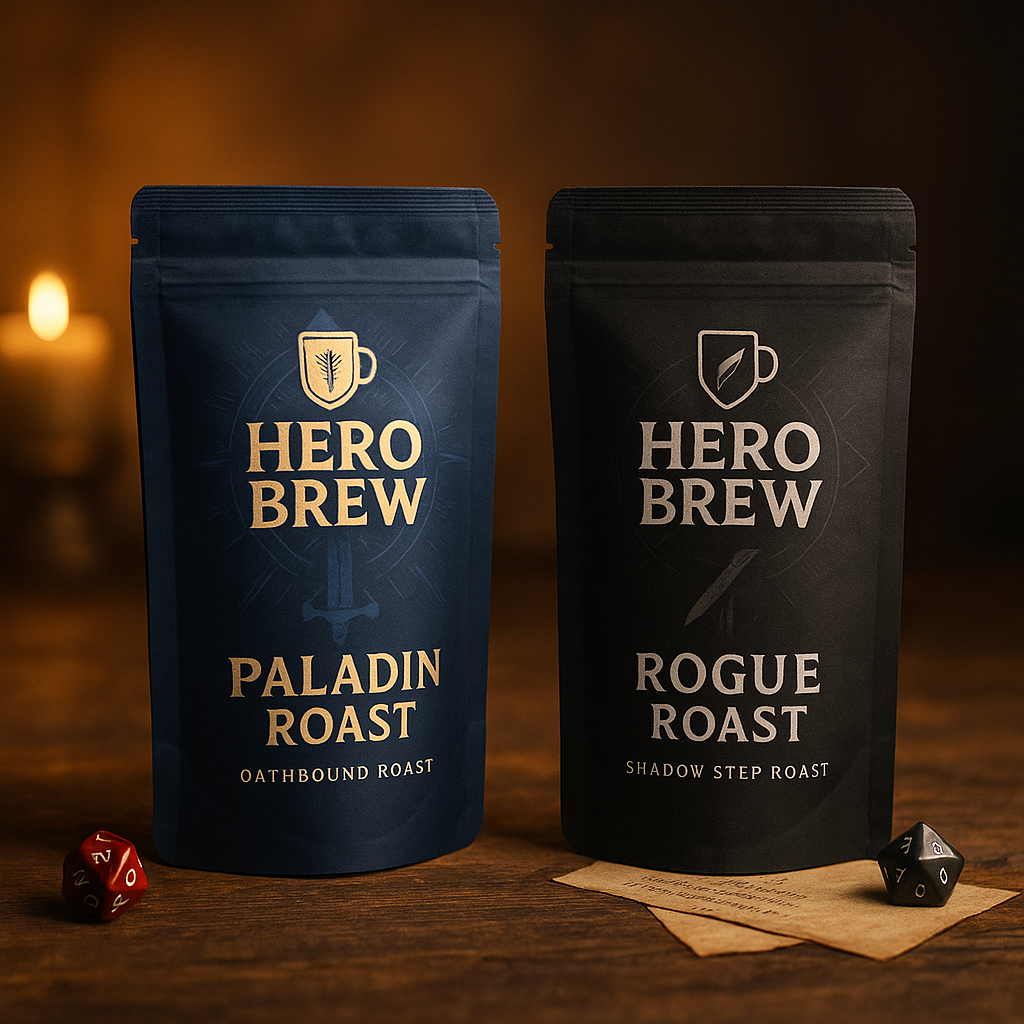 HERO
BREW
PALADIN
ROAST
OATHBOUND ROAST
HERO
BREW
ROGUE
ROAST
SHADOW STEP ROAST